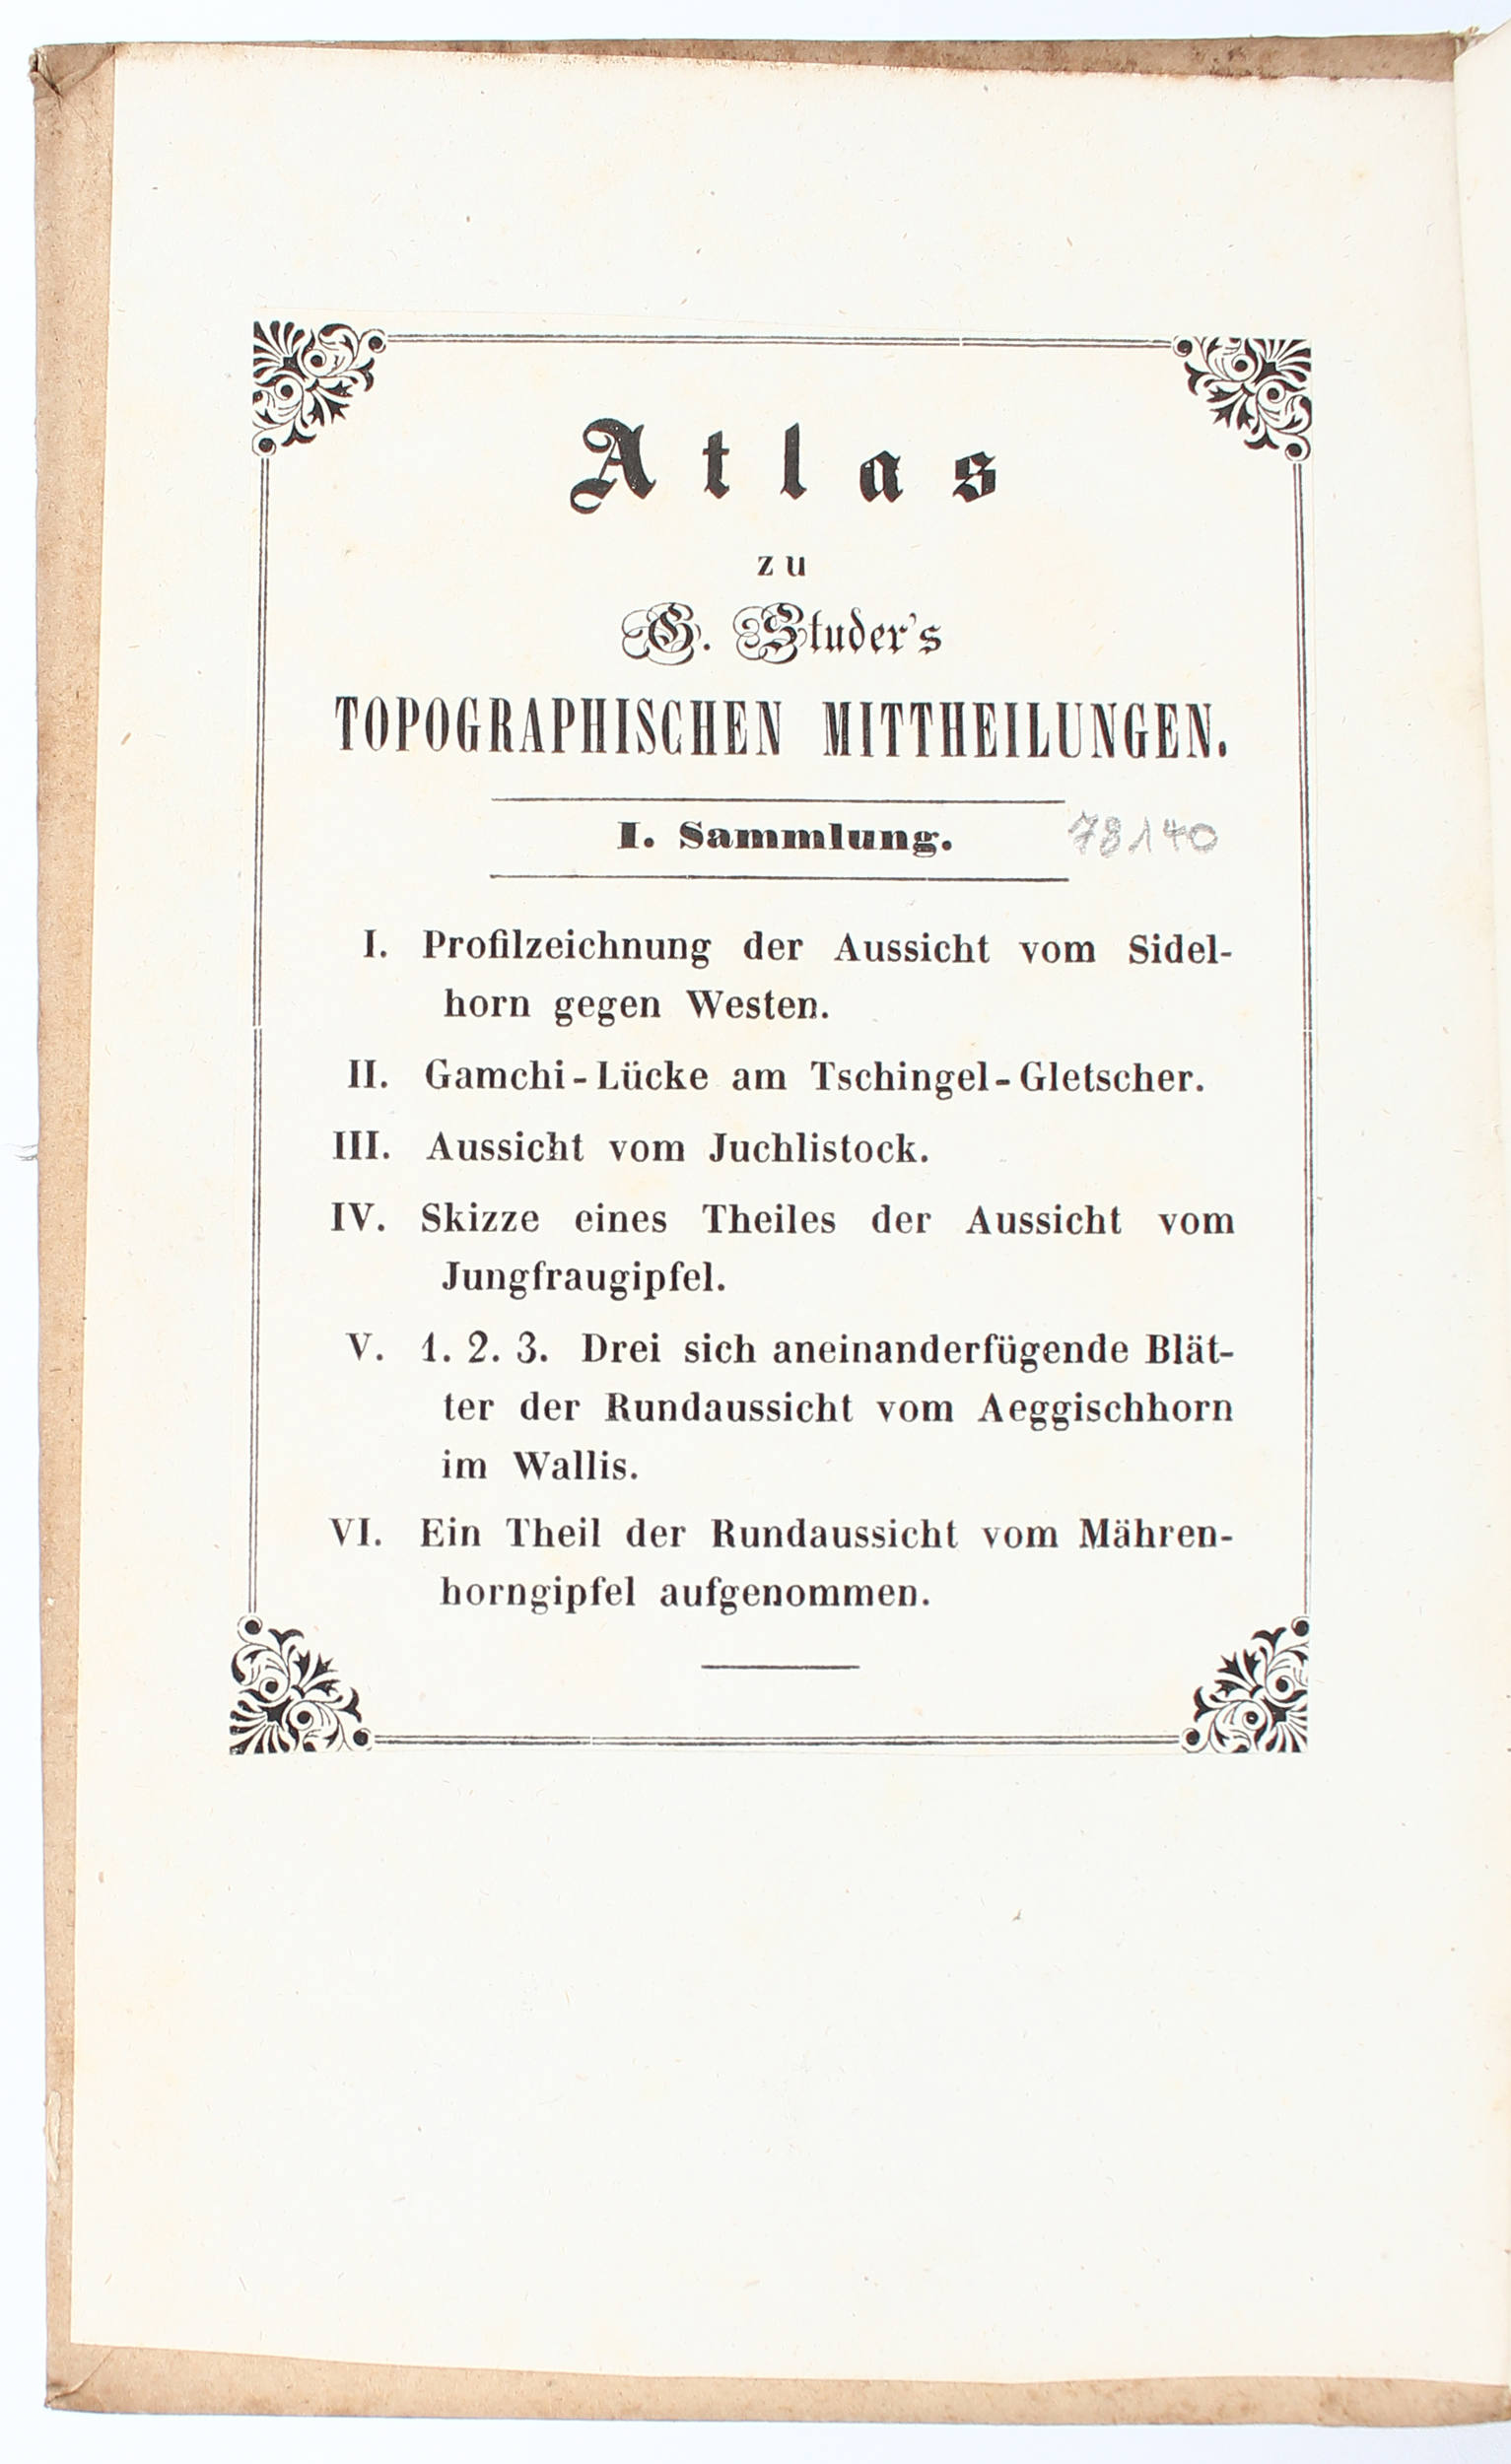 Atlas
zu
G. Studer's
TOPOGRAPHISCHEN MITTHEILUNGEN.
I. Sammlung.
78140
I. Profilzeichnung der Aussicht vom Sidel-
horn gegen Westen.
II. Gamchi-Lücke am Tschingel-Gletscher.
III. Aussicht vom Juchlistock.
IV. Skizze eines Theiles der Aussicht vom
Jungfraugipfel.
V. 1. 2. 3. Drei sich aneinanderfügende Blät-
ter der Rundaussicht vom Aeggischhorn
im Wallis.
VI. Ein Theil der Rundaussicht vom Mähren-
horngipfel aufgenommen.